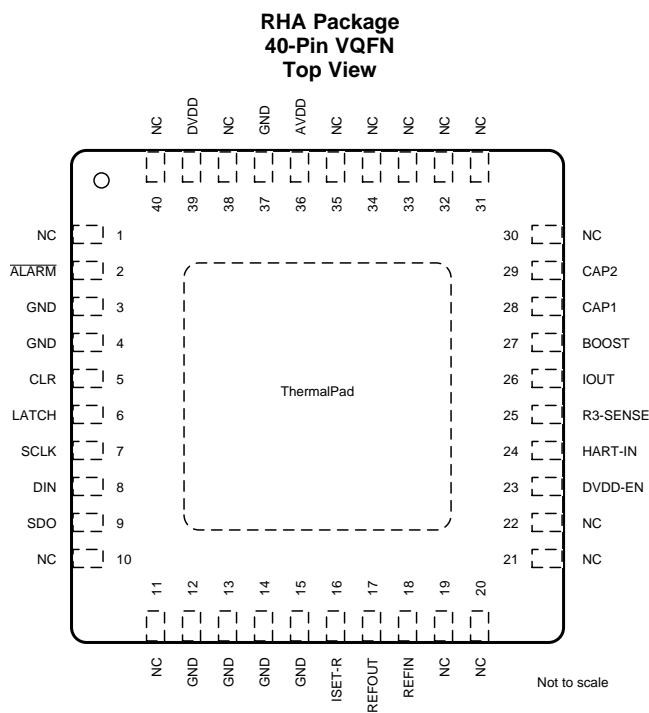 RHA Package
40-Pin VQFN
Top View
NC DVDD NC GND AVDD NC NC NC NC NC
40 39 38 37 36 35 34 33 32 31
NC 1 30 NC
ALARM 2 29 CAP2
GND 3 28 CAP1
GND 4 27 BOOST
CLR 5 26 IOUT
ThermalPad
LATCH 6 25 R3-SENSE
SCLK 7 24 HART-IN
DIN 8 23 DVDD-EN
SDO 9 22 NC
NC 10 21 NC
11 12 13 14 15 16 17 18 19 20
NC GND GND GND GND ISET-R REFOUT REFIN NC NC
Not to scale